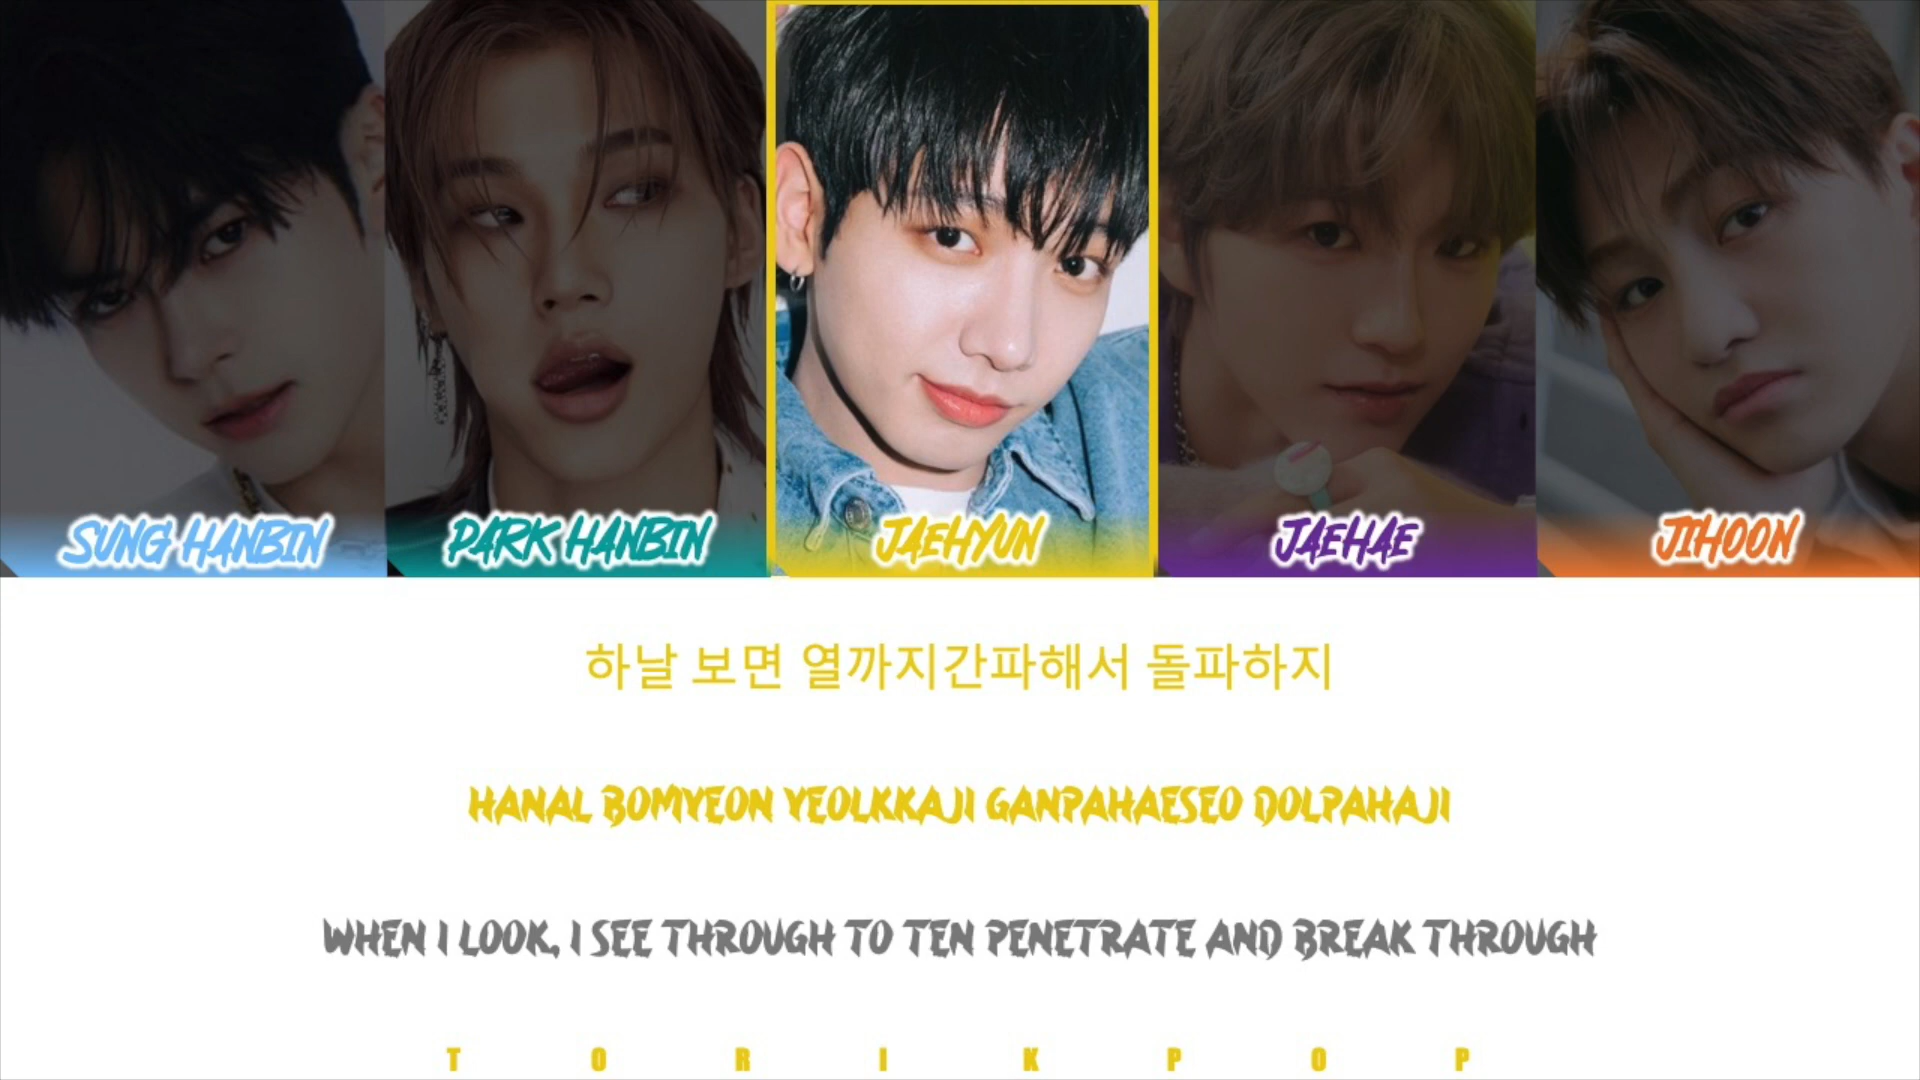 SUNG HANBIN PARK HANBIN JAEHYUN JAEHAE JIHOON
하날 보면 열까지간파해서 돌파하지
HANAL BOMYEON YEOLKKAJI GANPAHAESEO DOLPAHAJI
WHEN I LOOK, I SEE THROUGH TO TEN PENETRATE AND BREAK THROUGH
T O R I K P O P